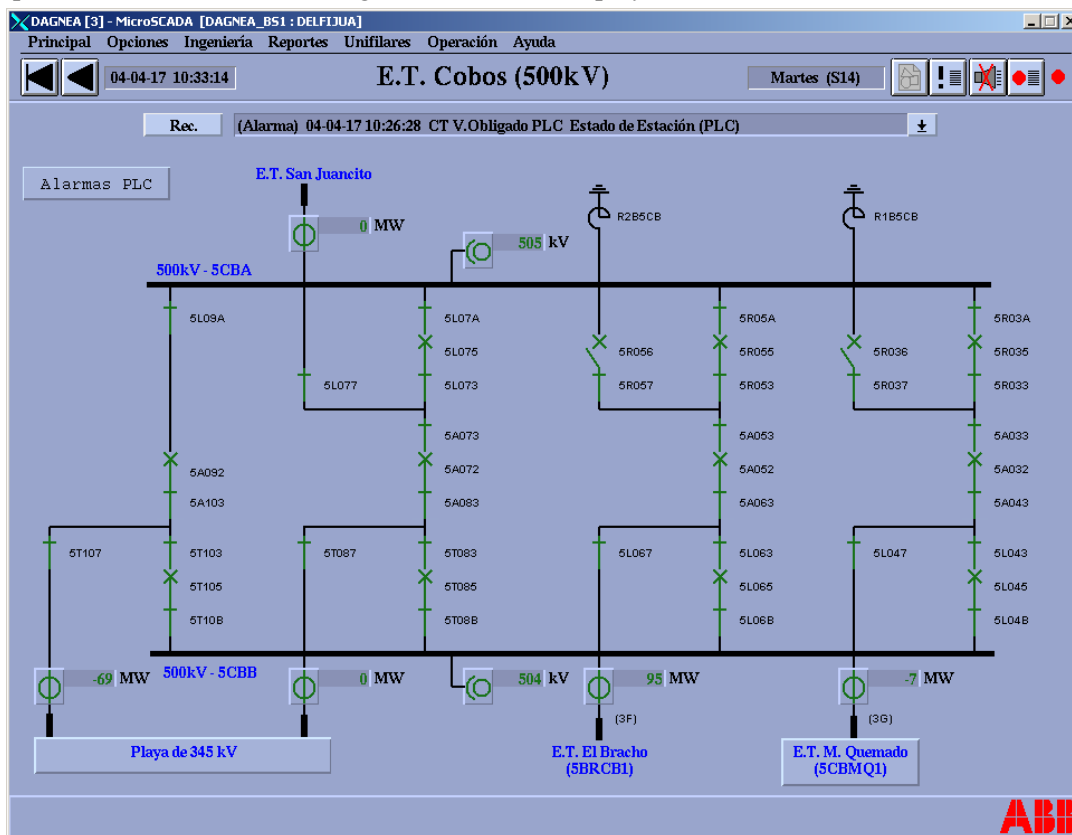 DAGNEA [3] - MicroSCADA [DAGNEA_BS1 : DELFIJUA]
Principal Opciones Ingeniería Reportes Unifilares Operación Ayuda
04-04-17 10:33:14 E.T. Cobos (500kV) Martes (S14)
Rec. (Alarma) 04-04-17 10:26:28 CT V.Obligado PLC Estado de Estación (PLC)
Alarmas PLC E.T. San Juancito
R2B5CB R1B5CB
0 MW
505 kV
500kV - 5CBA
5L09A 5L07A 5R05A 5R03A
5L075 5R056 5R055 5R036 5R035
5L077 5L073 5R057 5R053 5R037 5R033
5A073 5A053 5A033
5A092 5A072 5A052 5A032
5A103 5A083 5A063 5A043
5T107 5T103 5T087 5T083 5L067 5L063 5L047 5L043
5T105 5T085 5L065 5L045
5T10B 5T08B 5L06B 5L04B
-69 MW 500kV - 5CBB 0 MW 504 kV 95 MW -7 MW
(3F) (3G)
Playa de 345 kV E.T. El Bracho E.T. M. Quemado
(5BRCB1) (5CBMQ1)
ABB